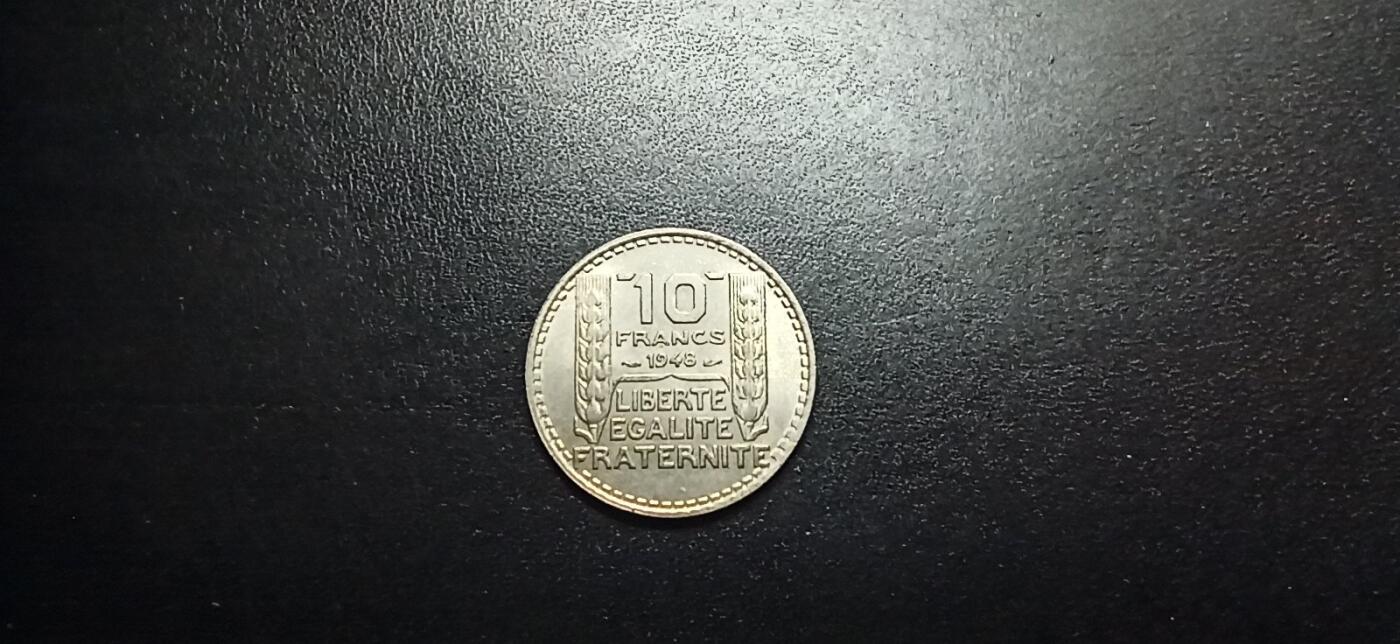 10
FRANCS
1948
LIBERTE
EGALITE
FRATERNITE